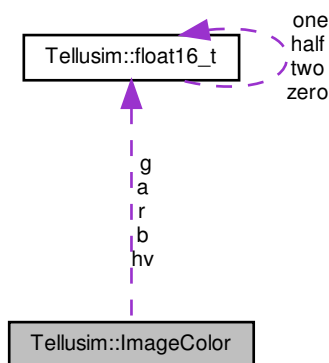 one
half
two
zero
Tellusim::float16_t
g
a
r
b
hv
Tellusim::ImageColor